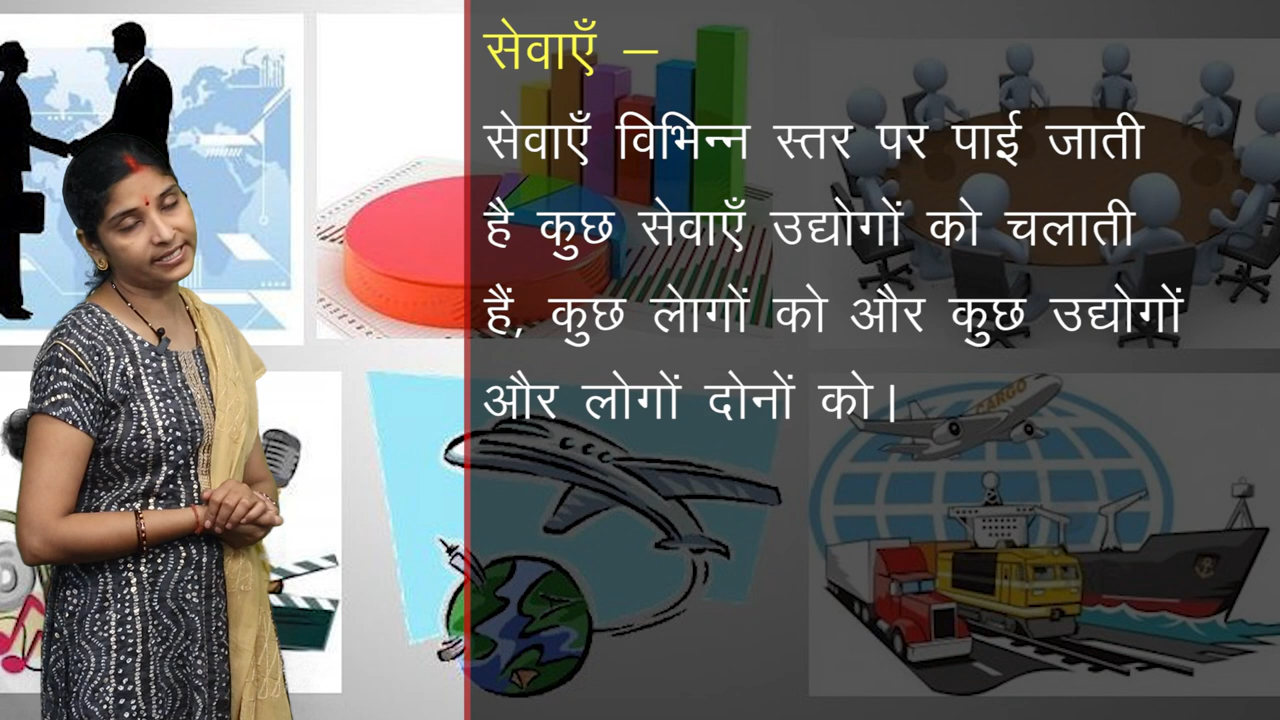 सेवाएँ –
सेवाएँ विभिन्न स्तर पर पाई जाती
है कुछ सेवाएँ उद्योगों को चलाती
हैं, कुछ लेागों को और कुछ उद्योगों
और लोगों दोनों को।
CARGO